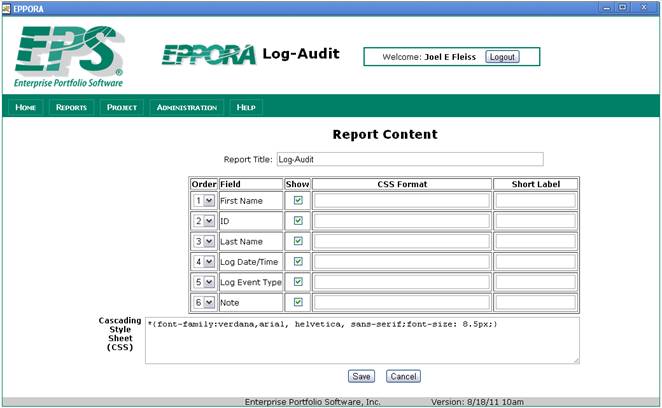 EPPORA
EPS®
Enterprise Portfolio Software
EPPORA Log-Audit
Welcome: Joel E Fleiss Logout
HOME REPORTS PROJECT ADMINISTRATION HELP
Report Content
Report Title: Log-Audit
Order Field Show CSS Format Short Label
1 First Name
2 ID
3 Last Name
4 Log Date/Time
5 Log Event Type
6 Note
Cascading
Style
Sheet
(CSS)
*(font-family:verdana,arial, helvetica, sans-serif;font-size: 8.5px;)
Save Cancel
Enterprise Portfolio Software, Inc. Version: 8/18/11 10am